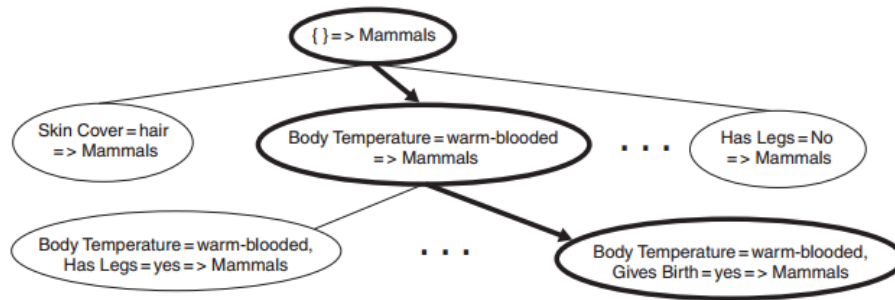 { } => Mammals
Skin Cover = hair
=> Mammals
Body Temperature = warm-blooded
=> Mammals
. . .
Has Legs = No
=> Mammals
Body Temperature = warm-blooded,
Has Legs = yes => Mammals
. . .
Body Temperature = warm-blooded,
Gives Birth = yes => Mammals